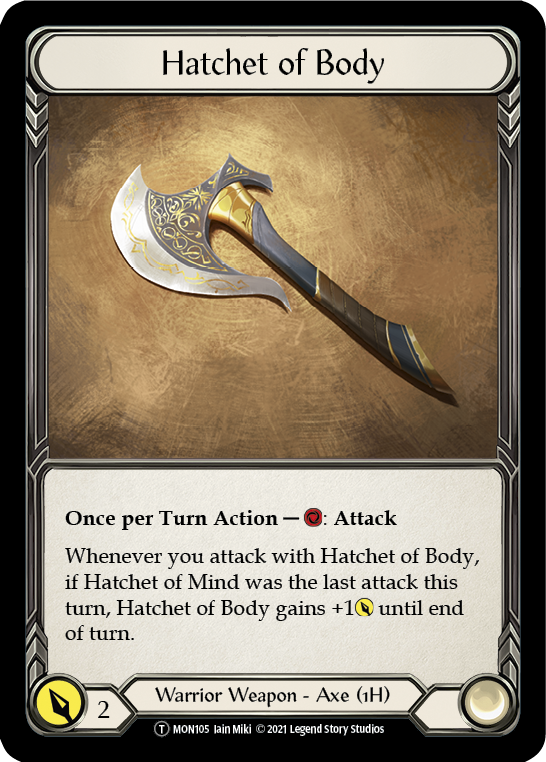 Hatchet of Body
Once per Turn Action — : Attack
Whenever you attack with Hatchet of Body,
if Hatchet of Mind was the last attack this
turn, Hatchet of Body gains +1 until end
of turn.
2
Warrior Weapon - Axe (1H)
T MON105 Iain Miki © 2021 Legend Story Studios